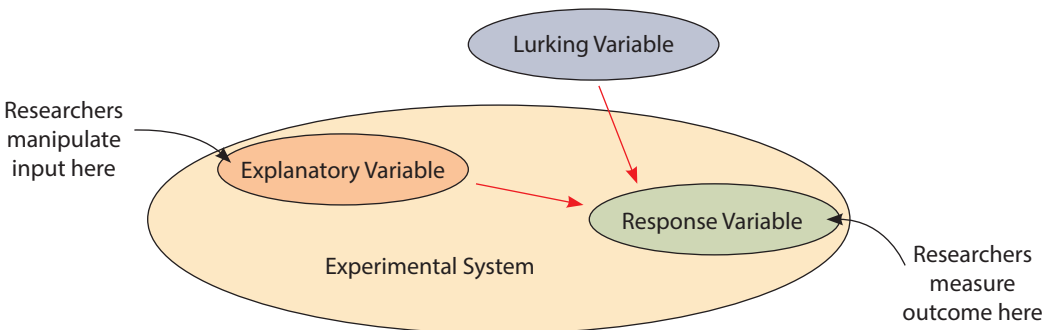 Lurking Variable
Researchers
manipulate
input here
Explanatory Variable
Response Variable
Experimental System
Researchers
measure
outcome here